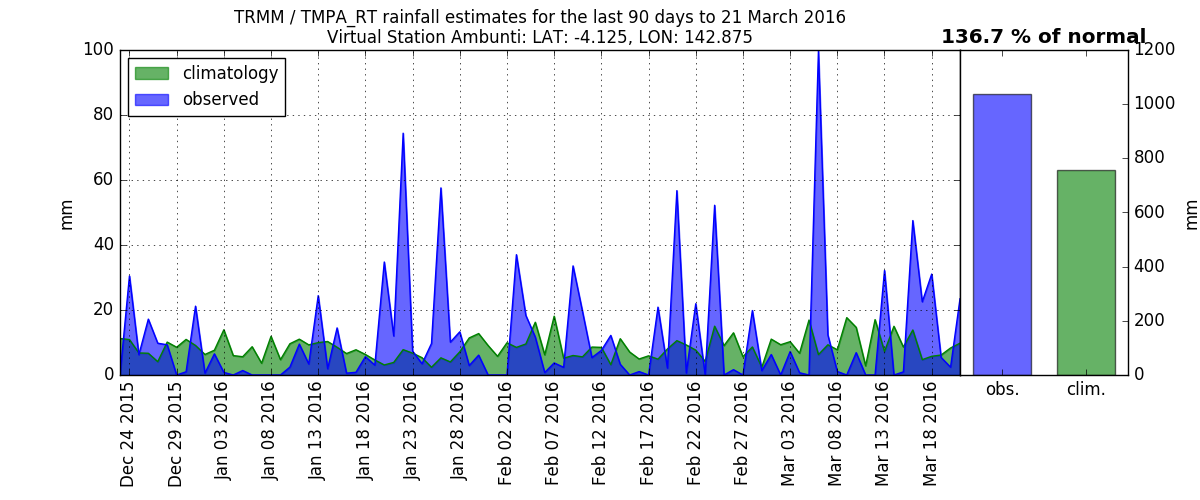 TRMM / TMPA_RT rainfall estimates for the last 90 days to 21 March 2016
Virtual Station Ambunti: LAT: -4.125, LON: 142.875
136.7 % of normal
climatology
observed
100
80
60
40
20
0
mm
Dec 24 2015
Dec 29 2015
Jan 03 2016
Jan 08 2016
Jan 13 2016
Jan 18 2016
Jan 23 2016
Jan 28 2016
Feb 02 2016
Feb 07 2016
Feb 12 2016
Feb 17 2016
Feb 22 2016
Feb 27 2016
Mar 03 2016
Mar 08 2016
Mar 13 2016
Mar 18 2016
1200
1000
800
600
400
200
0
mm
obs.
clim.